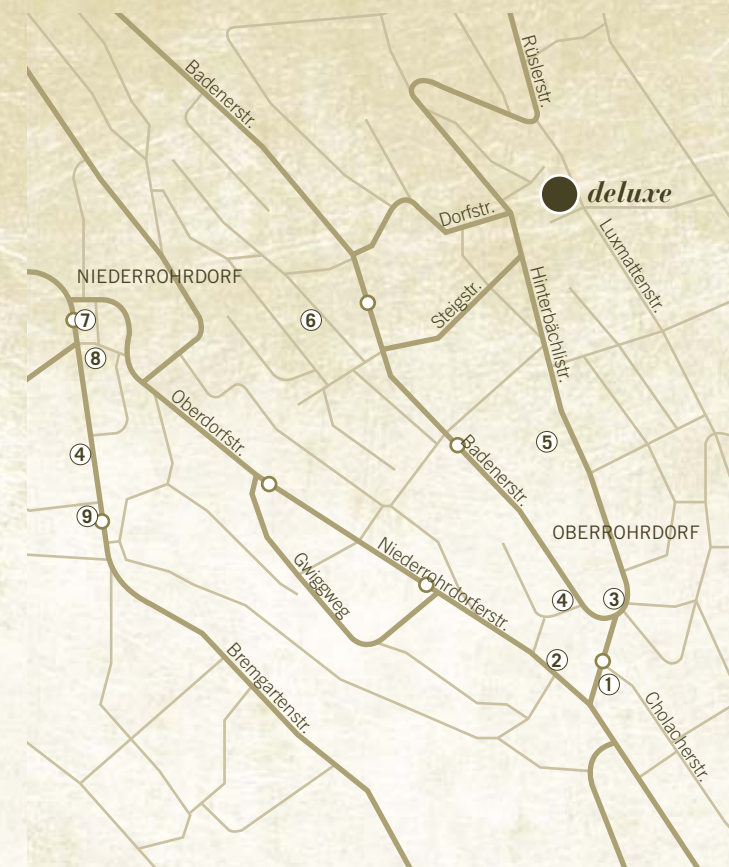 Rüslerstr.
Badenerstr.
deluxe
Dorfstr.
Luxmattenstr.
NIEDERROHRDORF
Hinterbächlistr.
Steigstr.
6
7
8
Oberdorfstr.
5
4
Badenerstr.
9
OBERROHRDORF
Niederrohrdorferstr.
Gwiggweg
4
3
2
1
Bremgartenstr.
Cholacherstr.